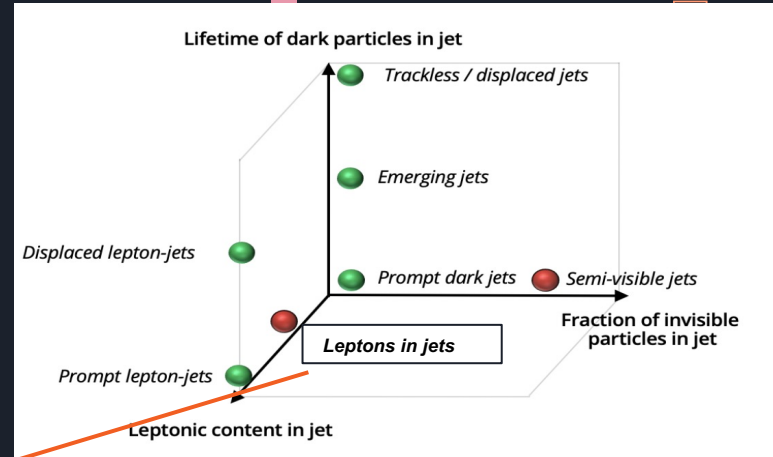 Lifetime of dark particles in jet
Trackless / displaced jets
Emerging jets
Displaced lepton-jets
Prompt dark jets
Semi-visible jets
Fraction of invisible
particles in jet
Leptons in jets
Prompt lepton-jets
Leptonic content in jet